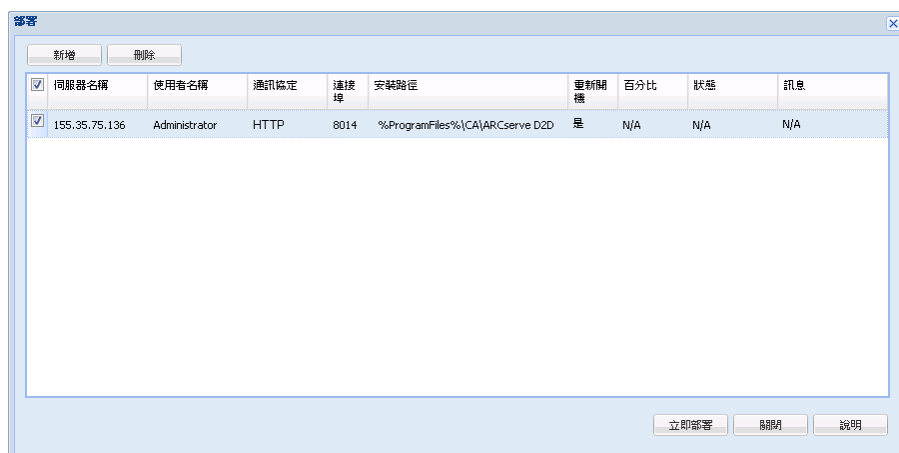 部署
新增 刪除
伺服器名稱 使用者名稱 通訊協定 連接埠 安裝路徑 重新開機 百分比 狀態 訊息
155.35.75.136 Administrator HTTP 8014 %ProgramFiles%\CA\ARCserve D2D 是 N/A N/A N/A
立即部署 關閉 說明